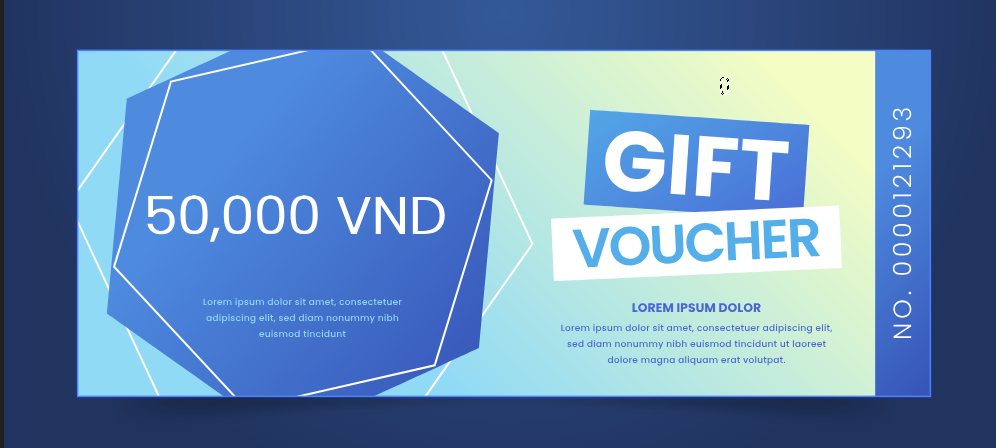 50,000 VND
Lorem ipsum dolor sit amet, consectetuer
adipiscing elit, sed diam nonummy nibh
euismod tincidunt
GIFT
VOUCHER
LOREM IPSUM DOLOR
Lorem ipsum dolor sit amet, consectetuer adipiscing elit,
sed diam nonummy nibh euismod tincidunt ut laoreet
dolore magna aliquam erat volutpat.
NO. 0000121293